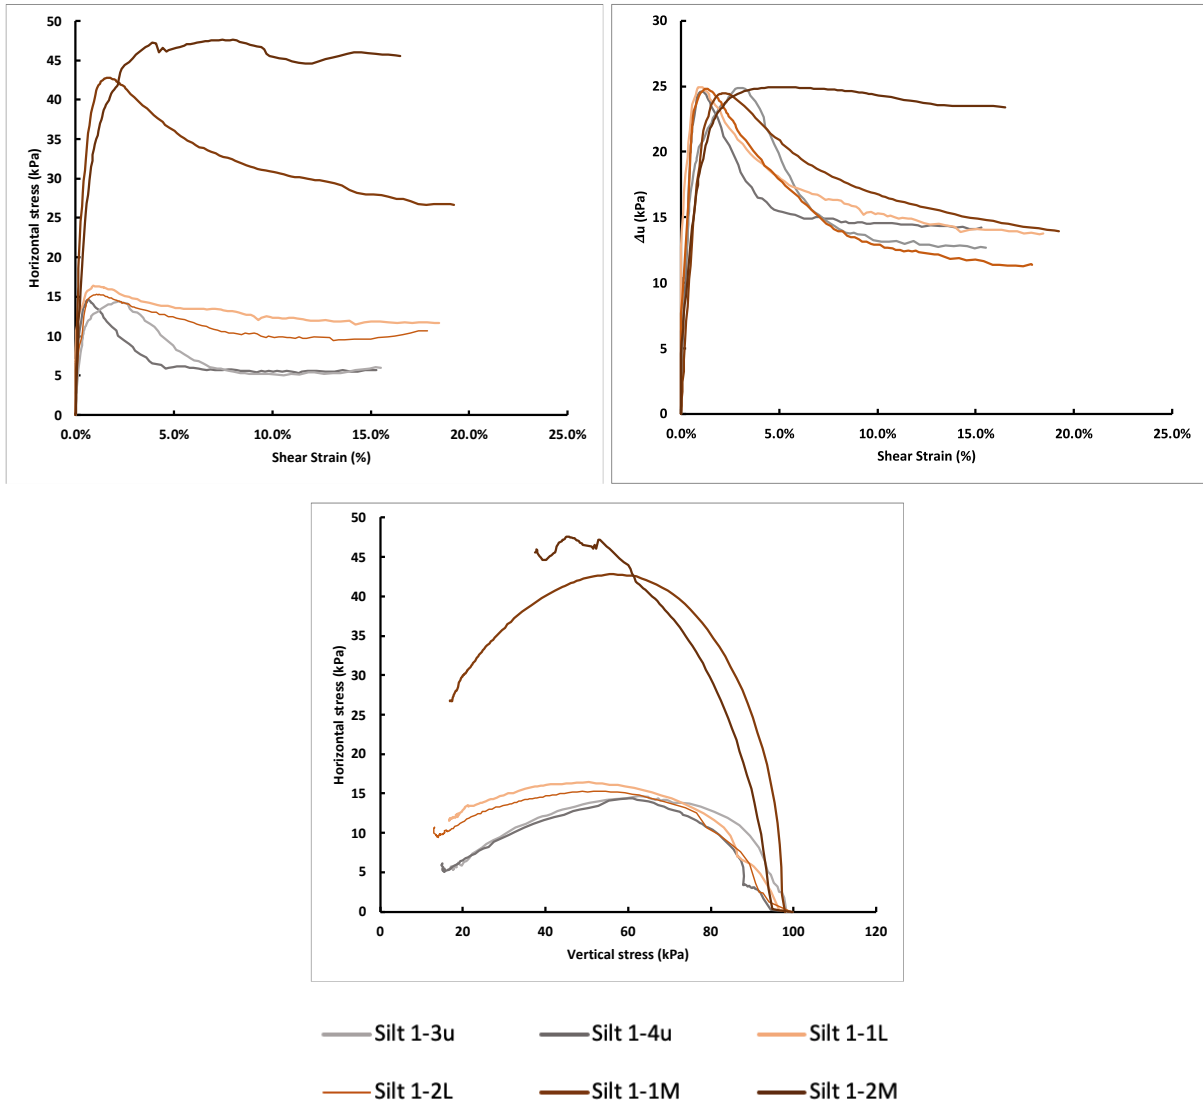 50
45
40
35
30
25
20
15
10
5
0
Horizontal stress (kPa)
0.0% 5.0% 10.0% 15.0% 20.0% 25.0%
Shear Strain (%)
30
25
20
15
10
5
0
Δu (kPa)
0.0% 5.0% 10.0% 15.0% 20.0% 25.0%
Shear Strain (%)
50
45
40
35
30
25
20
15
10
5
0
Horizontal stress (kPa)
0 20 40 60 80 100 120
Vertical stress (kPa)
Silt 1-3u Silt 1-4u Silt 1-1L
Silt 1-2L Silt 1-1M Silt 1-2M